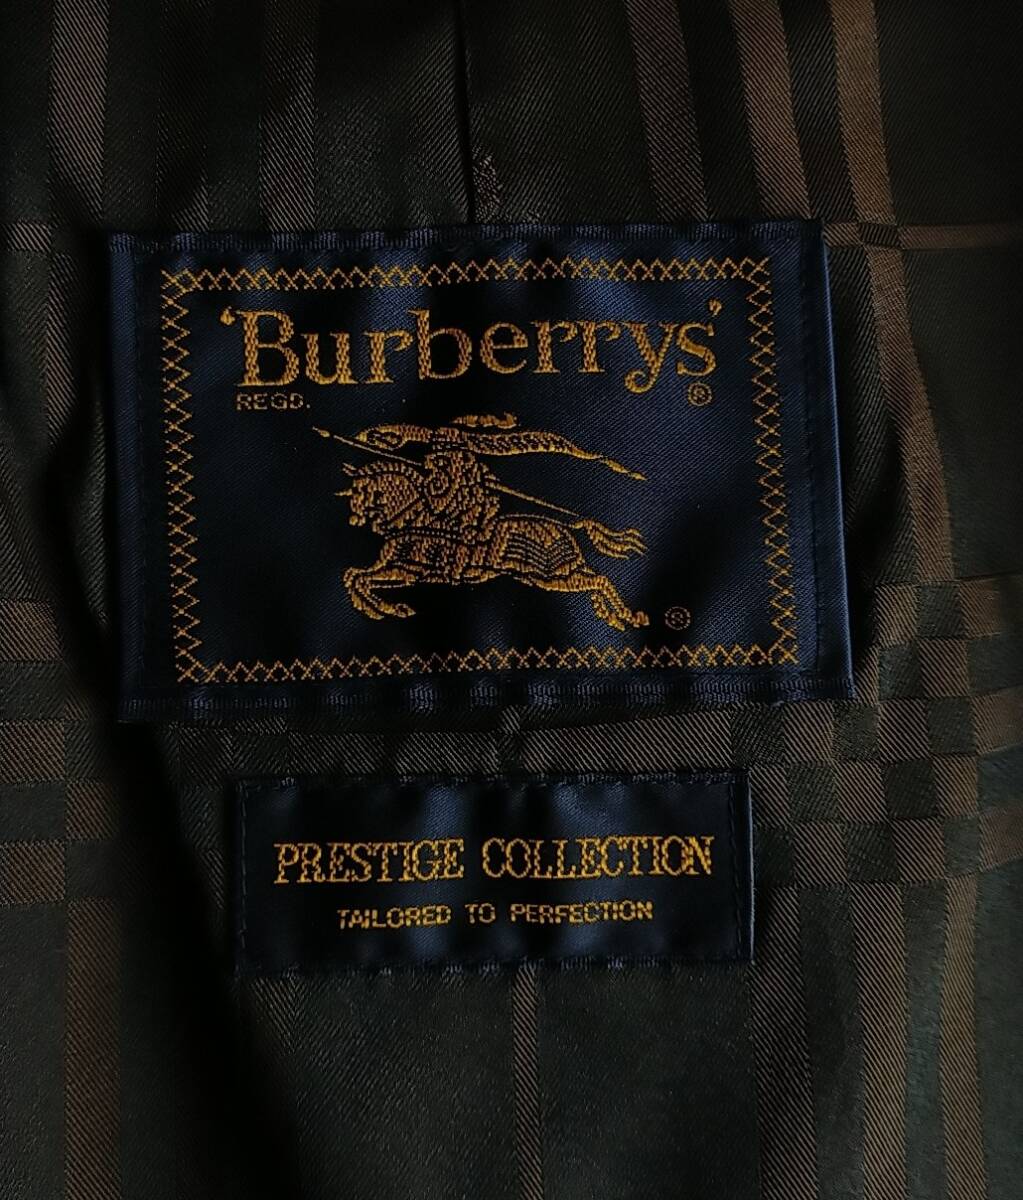 'Burberrys'
REGD. ®
®
PRESTIGE COLLECTION
TAILORED TO PERFECTION